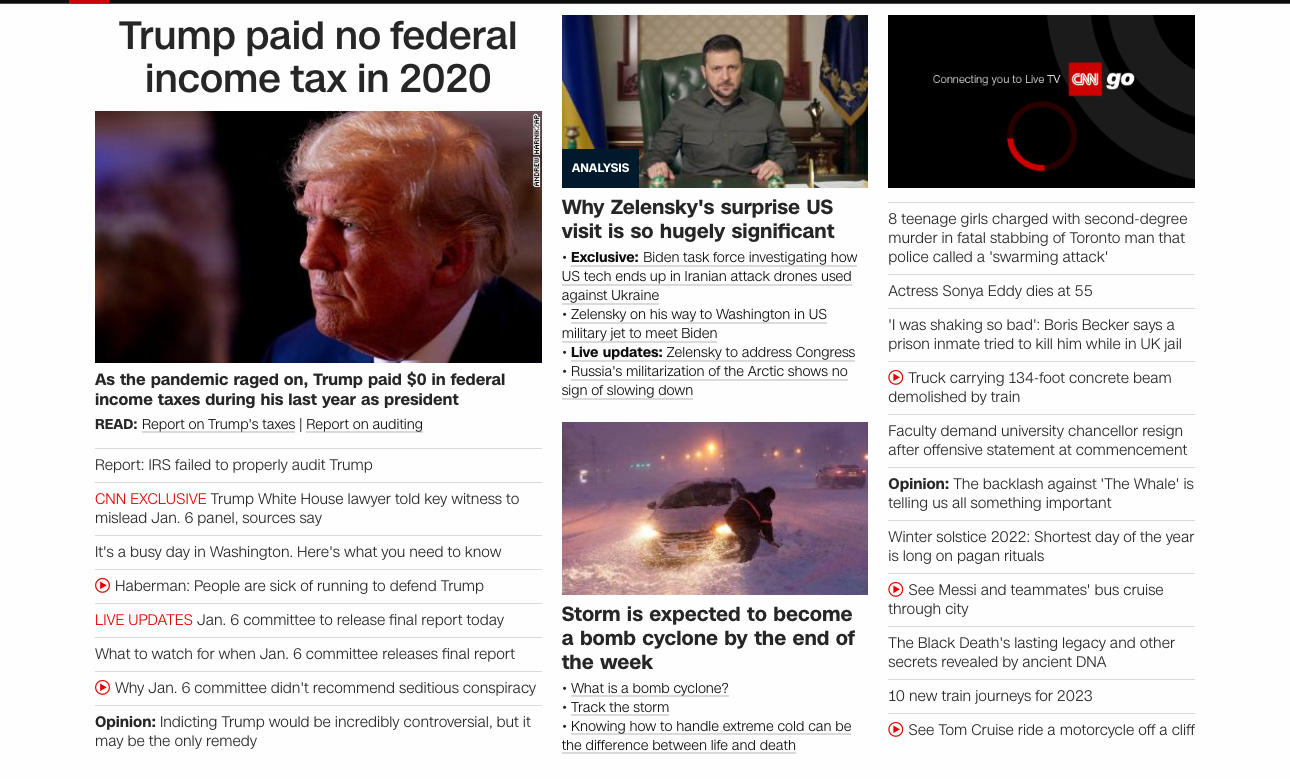 Trump paid no federal
income tax in 2020
ANDREW HARNIK/AP
As the pandemic raged on, Trump paid $0 in federal
income taxes during his last year as president
READ: Report on Trump's taxes | Report on auditing
Report: IRS failed to properly audit Trump
CNN EXCLUSIVE Trump White House lawyer told key witness to
mislead Jan. 6 panel, sources say
It's a busy day in Washington. Here's what you need to know
Haberman: People are sick of running to defend Trump
LIVE UPDATES Jan. 6 committee to release final report today
What to watch for when Jan. 6 committee releases final report
Why Jan. 6 committee didn't recommend seditious conspiracy
Opinion: Indicting Trump would be incredibly controversial, but it
may be the only remedy
ANALYSIS
Why Zelensky's surprise US
visit is so hugely significant
• Exclusive: Biden task force investigating how
US tech ends up in Iranian attack drones used
against Ukraine
• Zelensky on his way to Washington in US
military jet to meet Biden
• Live updates: Zelensky to address Congress
• Russia's militarization of the Arctic shows no
sign of slowing down
Storm is expected to become
a bomb cyclone by the end of
the week
• What is a bomb cyclone?
• Track the storm
• Knowing how to handle extreme cold can be
the difference between life and death
Connecting you to Live TV CNN go
8 teenage girls charged with second-degree
murder in fatal stabbing of Toronto man that
police called a 'swarming attack'
Actress Sonya Eddy dies at 55
'I was shaking so bad': Boris Becker says a
prison inmate tried to kill him while in UK jail
Truck carrying 134-foot concrete beam
demolished by train
Faculty demand university chancellor resign
after offensive statement at commencement
Opinion: The backlash against 'The Whale' is
telling us all something important
Winter solstice 2022: Shortest day of the year
is long on pagan rituals
See Messi and teammates' bus cruise
through city
The Black Death's lasting legacy and other
secrets revealed by ancient DNA
10 new train journeys for 2023
See Tom Cruise ride a motorcycle off a cliff